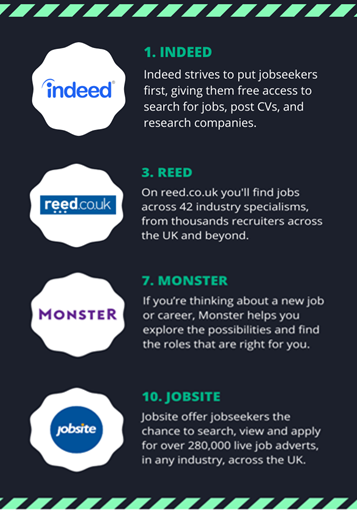 1. INDEED
indeed®
Indeed strives to put jobseekers
first, giving them free access to
search for jobs, post CVs, and
research companies.
3. REED
reed.co.uk
On reed.co.uk you'll find jobs
across 42 industry specialisms,
from thousands recruiters across
the UK and beyond.
7. MONSTER
MONSTER
If you're thinking about a new job
or career, Monster helps you
explore the possibilities and find
the roles that are right for you.
10. JOBSITE
jobsite
Jobsite offer jobseekers the
chance to search, view and apply
for over 280,000 live job adverts,
in any industry, across the UK.